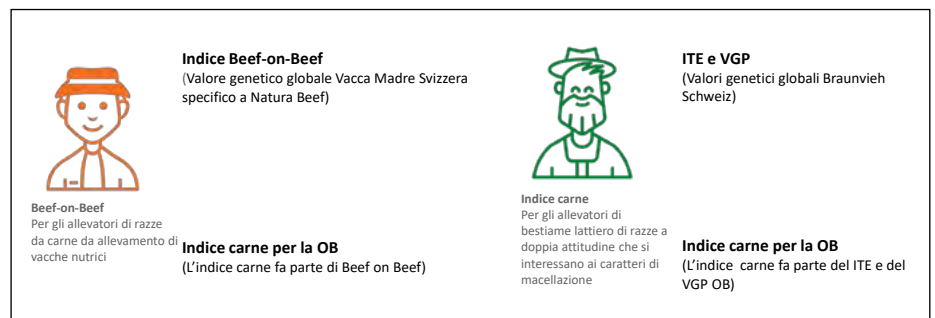 Indice Beef-on-Beef
(Valore genetico globale Vacca Madre Svizzera
specifico a Natura Beef)
Beef-on-Beef
Per gli allevatori di razze
da carne da allevamento di
vacche nutrici
Indice carne per la OB
(L'indice carne fa parte di Beef on Beef)
ITE e VGP
(Valori genetici globali Braunvieh
Schweiz)
Indice carne
Per gli allevatori di
bestiame lattiero di razze a
doppia attitudine che si
interessano ai caratteri di
macellazione
Indice carne per la OB
(L'indice  carne fa parte del ITE e del
VGP OB)